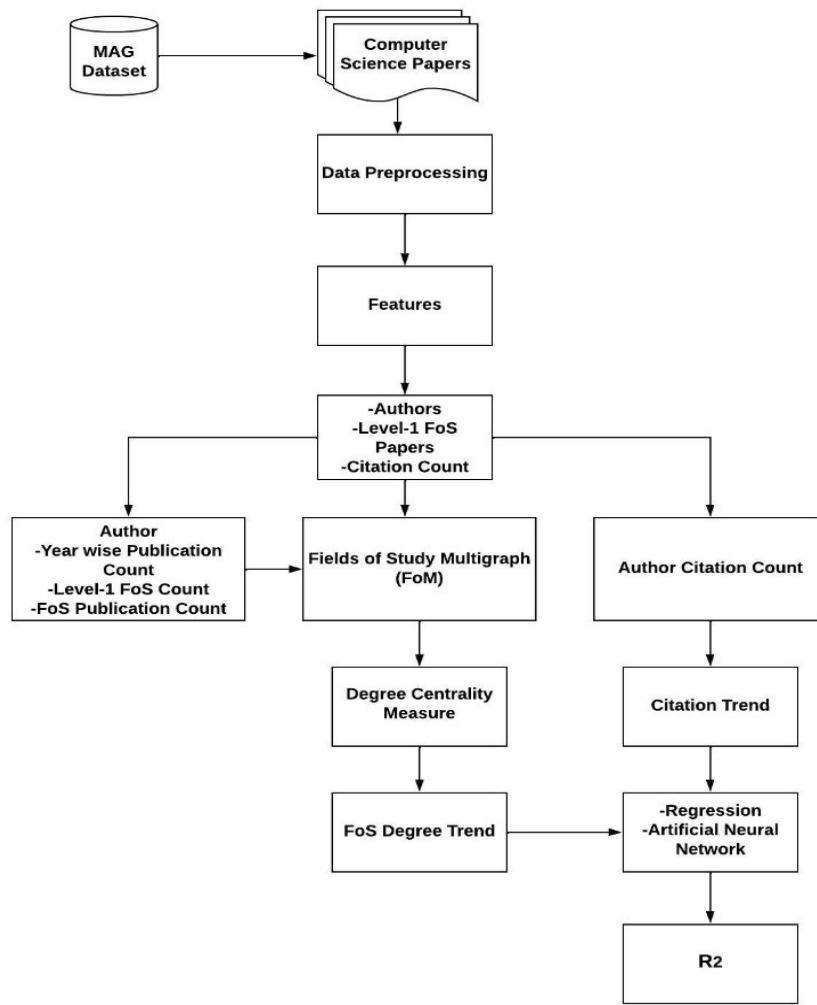 MAG
Dataset
Computer
Science Papers
Data Preprocessing
Features
-Authors
-Level-1 FoS
Papers
-Citation Count
Author
-Year wise Publication
Count
-Level-1 FoS Count
-FoS Publication Count
Fields of Study Multigraph
(FoM)
Author Citation Count
Degree Centrality
Measure
Citation Trend
FoS Degree Trend
-Regression
-Artificial Neural
Network
R2